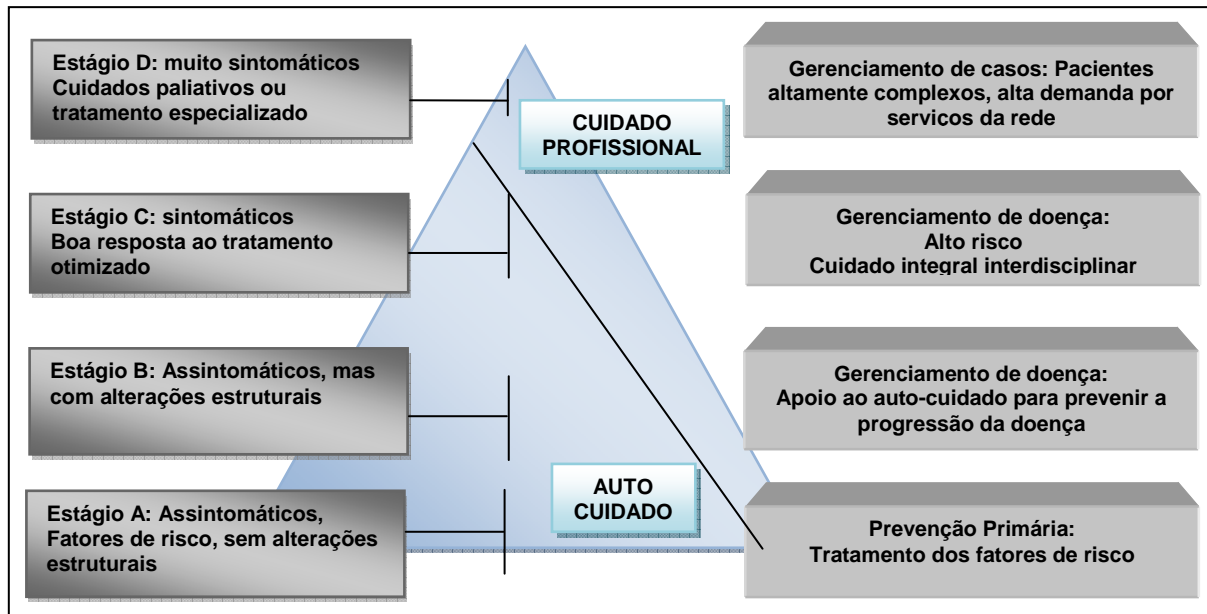 Estágio D: muito sintomáticos
Cuidados paliativos ou
tratamento especializado
CUIDADO
PROFISSIONAL
Gerenciamento de casos: Pacientes
altamente complexos, alta demanda por
servicos da rede
Estágio C: sintomáticos
Boa resposta ao tratamento
otimizado
Gerenciamento de doença:
Alto risco
Cuidado integral interdisciplinar
Estágio B: Assintomáticos, mas
com alterações estruturais
Gerenciamento de doença:
Apoio ao auto-cuidado para prevenir a
progressão da doença
Estágio A: Assintomáticos,
Fatores de risco, sem alterações
estruturais
AUTO
CUIDADO
Prevenção Primária:
Tratamento dos fatores de risco